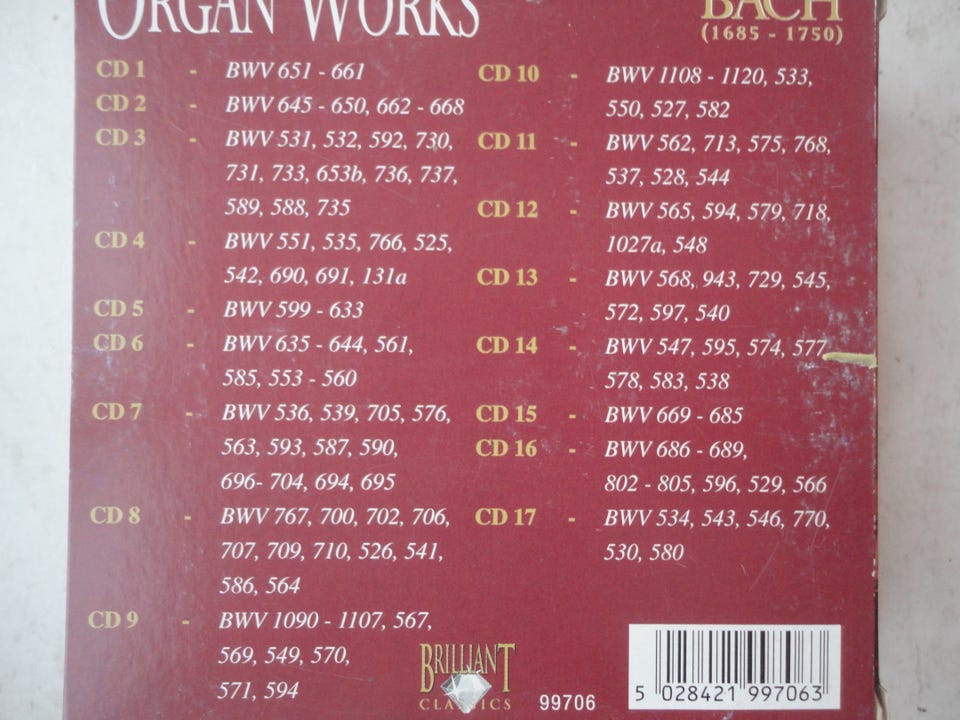 ORGAN WORKS
BACH
(1685 - 1750)
CD 1 - BWV 651 - 661
CD 2 - BWV 645 - 650, 662 - 668
CD 3 - BWV 531, 532, 592, 730,
731, 733, 653b, 736, 737,
589, 588, 735
CD 4 - BWV 551, 535, 766, 525,
542, 690, 691, 131a
CD 5 - BWV 599 - 633
CD 6 - BWV 635 - 644, 561,
585, 553 - 560
CD 7 - BWV 536, 539, 705, 576,
563, 593, 587, 590,
696- 704, 694, 695
CD 8 - BWV 767, 700, 702, 706,
707, 709, 710, 526, 541,
586, 564
CD 9 - BWV 1090 - 1107, 567,
569, 549, 570,
571, 594
CD 10 - BWV 1108 - 1120, 533,
550, 527, 582
CD 11 - BWV 562, 713, 575, 768,
537, 528, 544
CD 12 - BWV 565, 594, 579, 718,
1027a, 548
CD 13 - BWV 568, 943, 729, 545,
572, 597, 540
CD 14 - BWV 547, 595, 574, 577,
578, 583, 538
CD 15 - BWV 669 - 685
CD 16 - BWV 686 - 689,
802 - 805, 596, 529, 566
CD 17 - BWV 534, 543, 546, 770,
530, 580
BRILLIANT
CLASSICS
99706
5 028421 997063